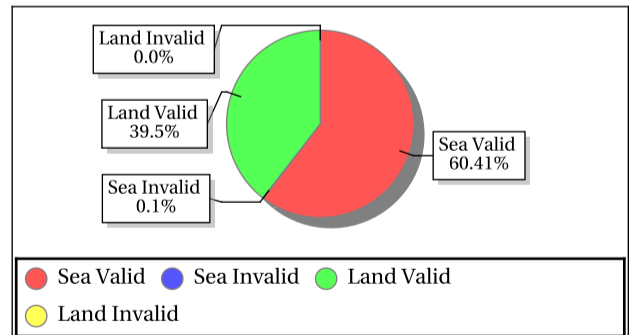 Land Invalid
0.0%
Land Valid
39.5%
Sea Invalid
0.1%
Sea Valid
60.41%
Sea Valid Sea Invalid Land Valid
Land Invalid